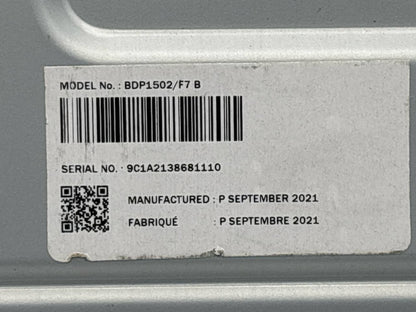 MODEL No. : BDP1502/F7 B
SERIAL NO. : 9C1A2138681110
MANUFACTURED : P SEPTEMBER 2021
FABRIQUÉ : P SEPTEMBRE 2021